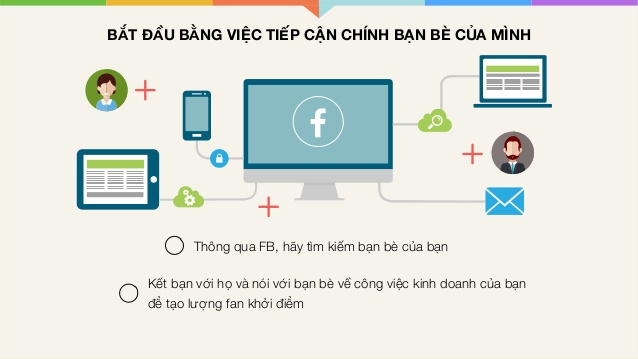 BẮT ĐẦU BẰNG VIỆC TIẾP CẬN CHÍNH BẠN BÈ CỦA MÌNH
Thông qua FB, hãy tìm kiếm bạn bè của bạn
Kết bạn với họ và nói với bạn bè về công việc kinh doanh của bạn
để tạo lượng fan khởi điểm